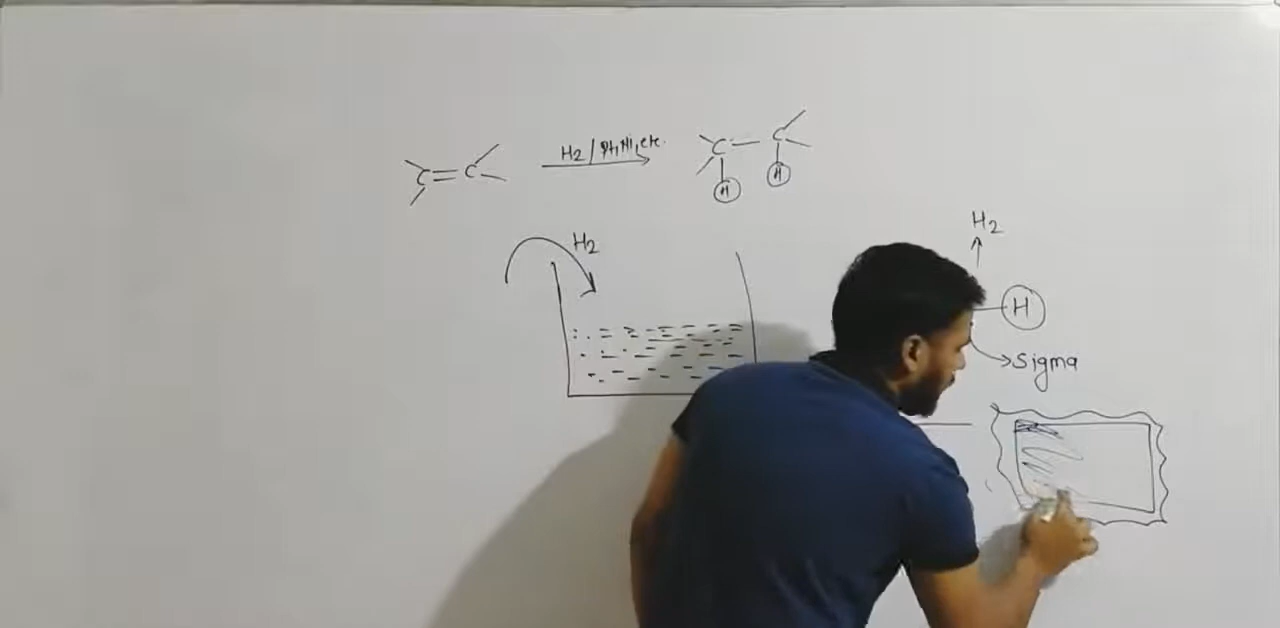 C=C H2/Pt,Ni,etc. C—C
H H
H2
H2
H
Sigma